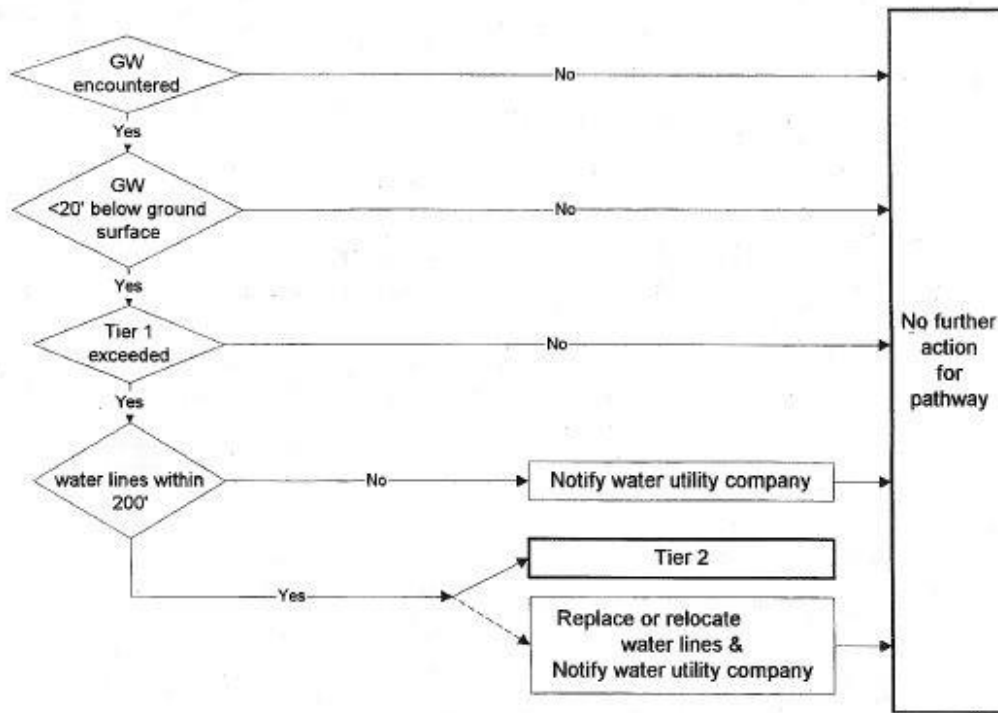 GW
encountered
No
Yes
GW
<20' below ground
surface
No
Yes
Tier 1
exceeded
No
Yes
No further
action
for
pathway
water lines within
200'
No
Notify water utility company
Tier 2
Yes
Replace or relocate
water lines &
Notify water utility company